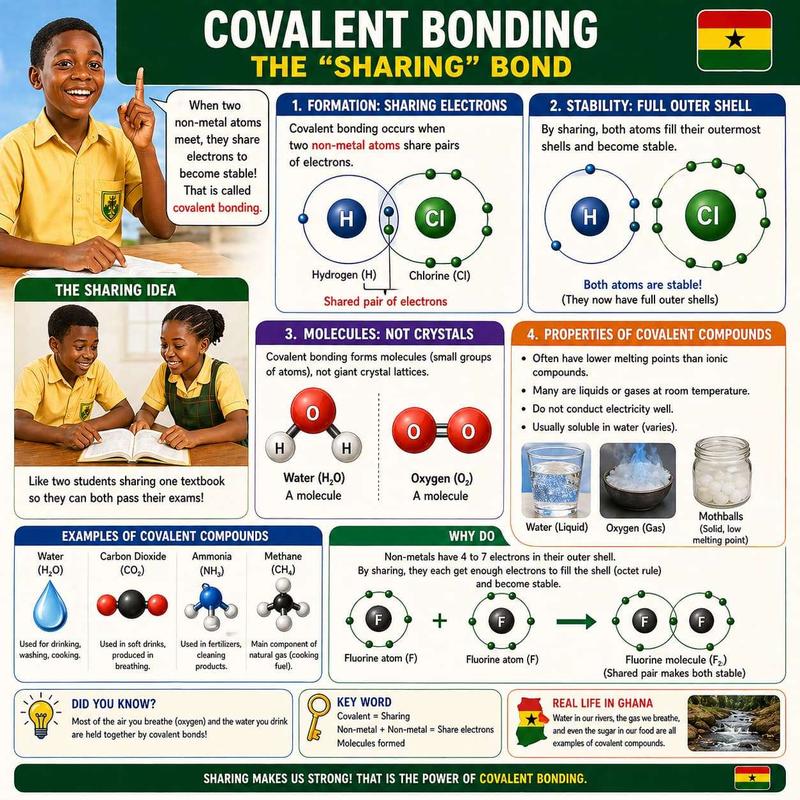 COVALENT BONDING
THE “SHARING” BOND
When two
non-metal atoms
meet, they share
electrons to
become stable!
That is called
covalent bonding.
1. FORMATION: SHARING ELECTRONS
Covalent bonding occurs when
two non-metal atoms share pairs
of electrons.
H
Cl
Hydrogen (H)
Chlorine (Cl)
Shared pair of electrons
2. STABILITY: FULL OUTER SHELL
By sharing, both atoms fill their outermost
shells and become stable.
H
Cl
Both atoms are stable!
(They now have full outer shells)
THE SHARING IDEA
Like two students sharing one textbook
so they can both pass their exams!
3. MOLECULES: NOT CRYSTALS
Covalent bonding forms molecules (small groups
of atoms), not giant crystal lattices.
O
H
H
Water (H₂O)
A molecule
O
O
Oxygen (O₂)
A molecule
4. PROPERTIES OF COVALENT COMPOUNDS
• Often have lower melting points than ionic
compounds.
• Many are liquids or gases at room temperature.
• Do not conduct electricity well.
• Usually soluble in water (varies).
Water (Liquid)
Oxygen (Gas)
Mothballs
(Solid, low
melting point)
EXAMPLES OF COVALENT COMPOUNDS
Water
(H₂O)
Used for drinking,
washing, cooking.
Carbon Dioxide
(CO₂)
Used in soft drinks,
produced in
breathing.
Ammonia
(NH₃)
Used in fertilizers,
cleaning
products.
Methane
(CH₄)
Main component of
natural gas (cooking
fuel).
WHY DO
Non-metals have 4 to 7 electrons in their outer shell.
By sharing, they each get enough electrons to fill the shell (octet rule)
and become stable.
F
Fluorine atom (F)
+
F
Fluorine atom (F)
F
F
Fluorine molecule (F₂)
(Shared pair makes both stable)
DID YOU KNOW?
Most of the air you breathe (oxygen) and the water you drink
are held together by covalent bonds!
KEY WORD
Covalent = Sharing
Non-metal + Non-metal = Share electrons
Molecules formed
REAL LIFE IN GHANA
Water in our rivers, the gas we breathe,
and even the sugar in our food are all
examples of covalent compounds.
SHARING MAKES US STRONG! THAT IS THE POWER OF COVALENT BONDING.